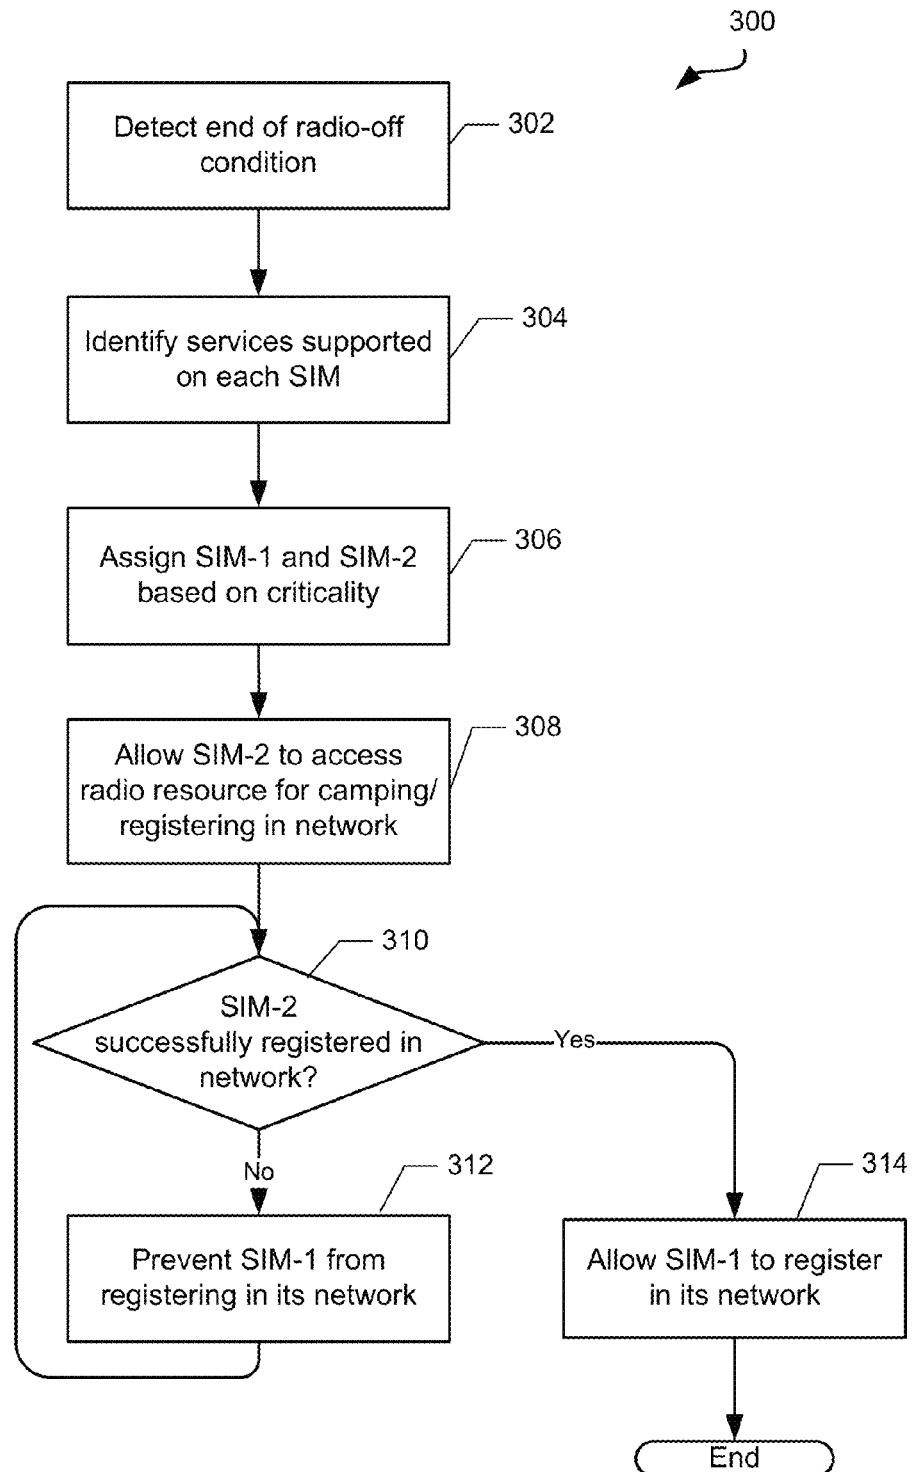 300
Detect end of radio-off
condition
302
Identify services supported
on each SIM
304
Assign SIM-1 and SIM-2
based on criticality
306
Allow SIM-2 to access
radio resource for camping/
registering in network
308
310
SIM-2
successfully registered in
network?
Yes
No
312
Prevent SIM-1 from
registering in its network
314
Allow SIM-1 to register
in its network
End